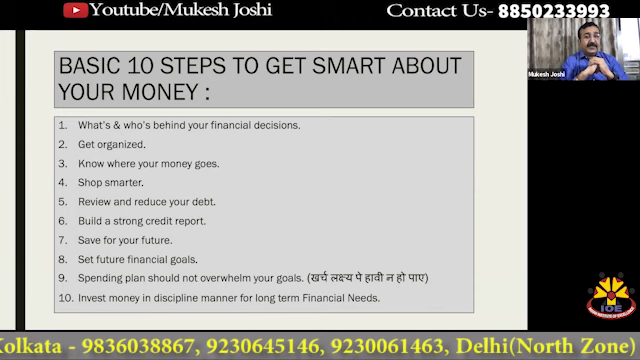 Youtube/Mukesh Joshi
Contact Us- 8850233993
Mukesh Joshi
BASIC 10 STEPS TO GET SMART ABOUT
YOUR MONEY :
1. What's & who's behind your financial decisions.
2. Get organized.
3. Know where your money goes.
4. Shop smarter.
5. Review and reduce your debt.
6. Build a strong credit report.
7. Save for your future.
8. Set future financial goals.
9. Spending plan should not overwhelm your goals. (खर्च लक्ष्य पे हावी न हो पाए)
10. Invest money in discipline manner for long term Financial Needs.
IOE
Kolkata - 9836038867, 9230645146, 9230061463, Delhi(North Zone)